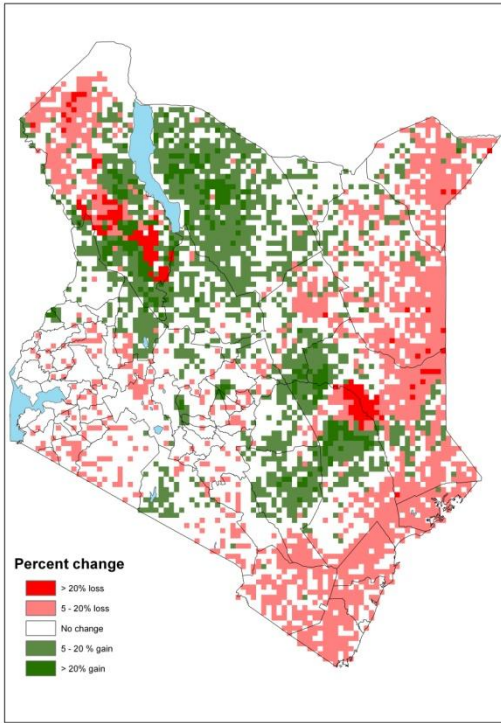 Percent change
> 20% loss
5 - 20% loss
No change
5 - 20 % gain
> 20% gain